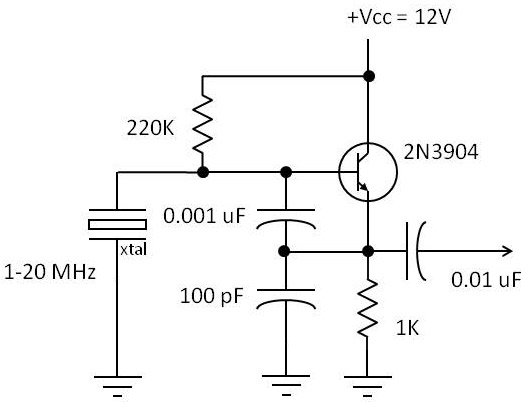 +Vcc = 12V
220K
2N3904
0.001 uF
xtal
1-20 MHz
0.01 uF
100 pF
1K